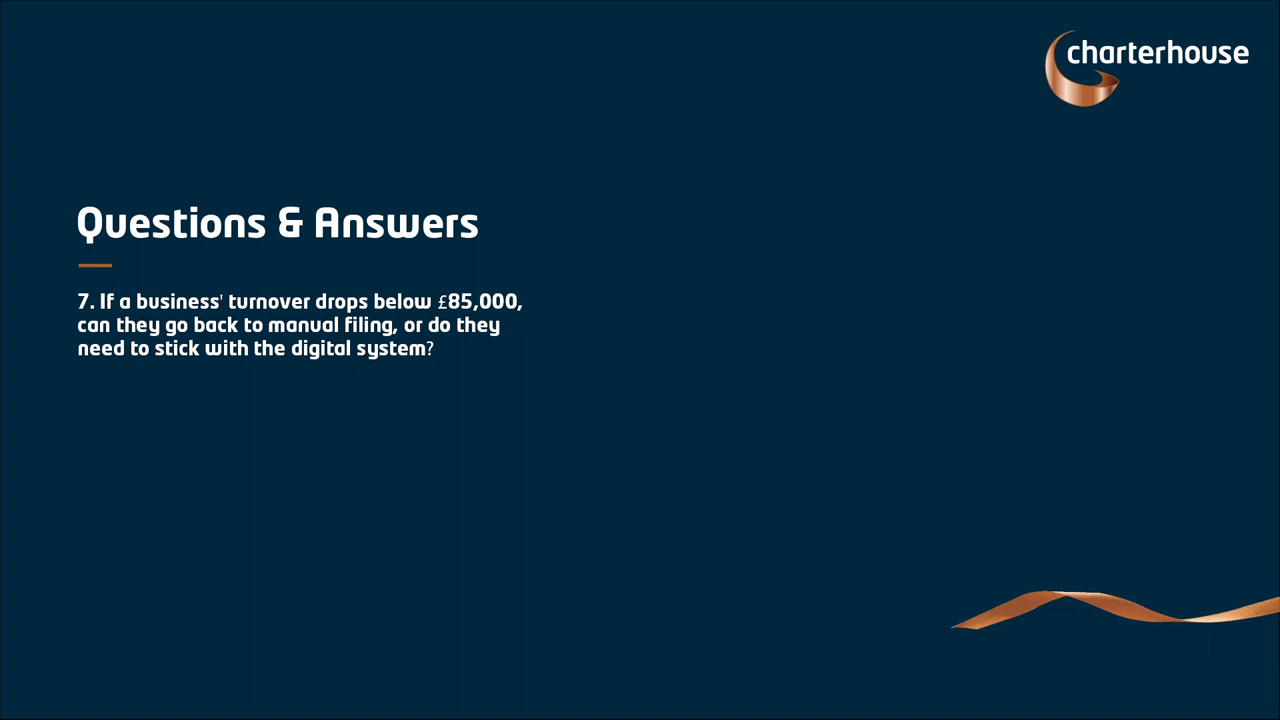 charterhouse
Questions & Answers
7. If a business' turnover drops below £85,000,
can they go back to manual filing, or do they
need to stick with the digital system?